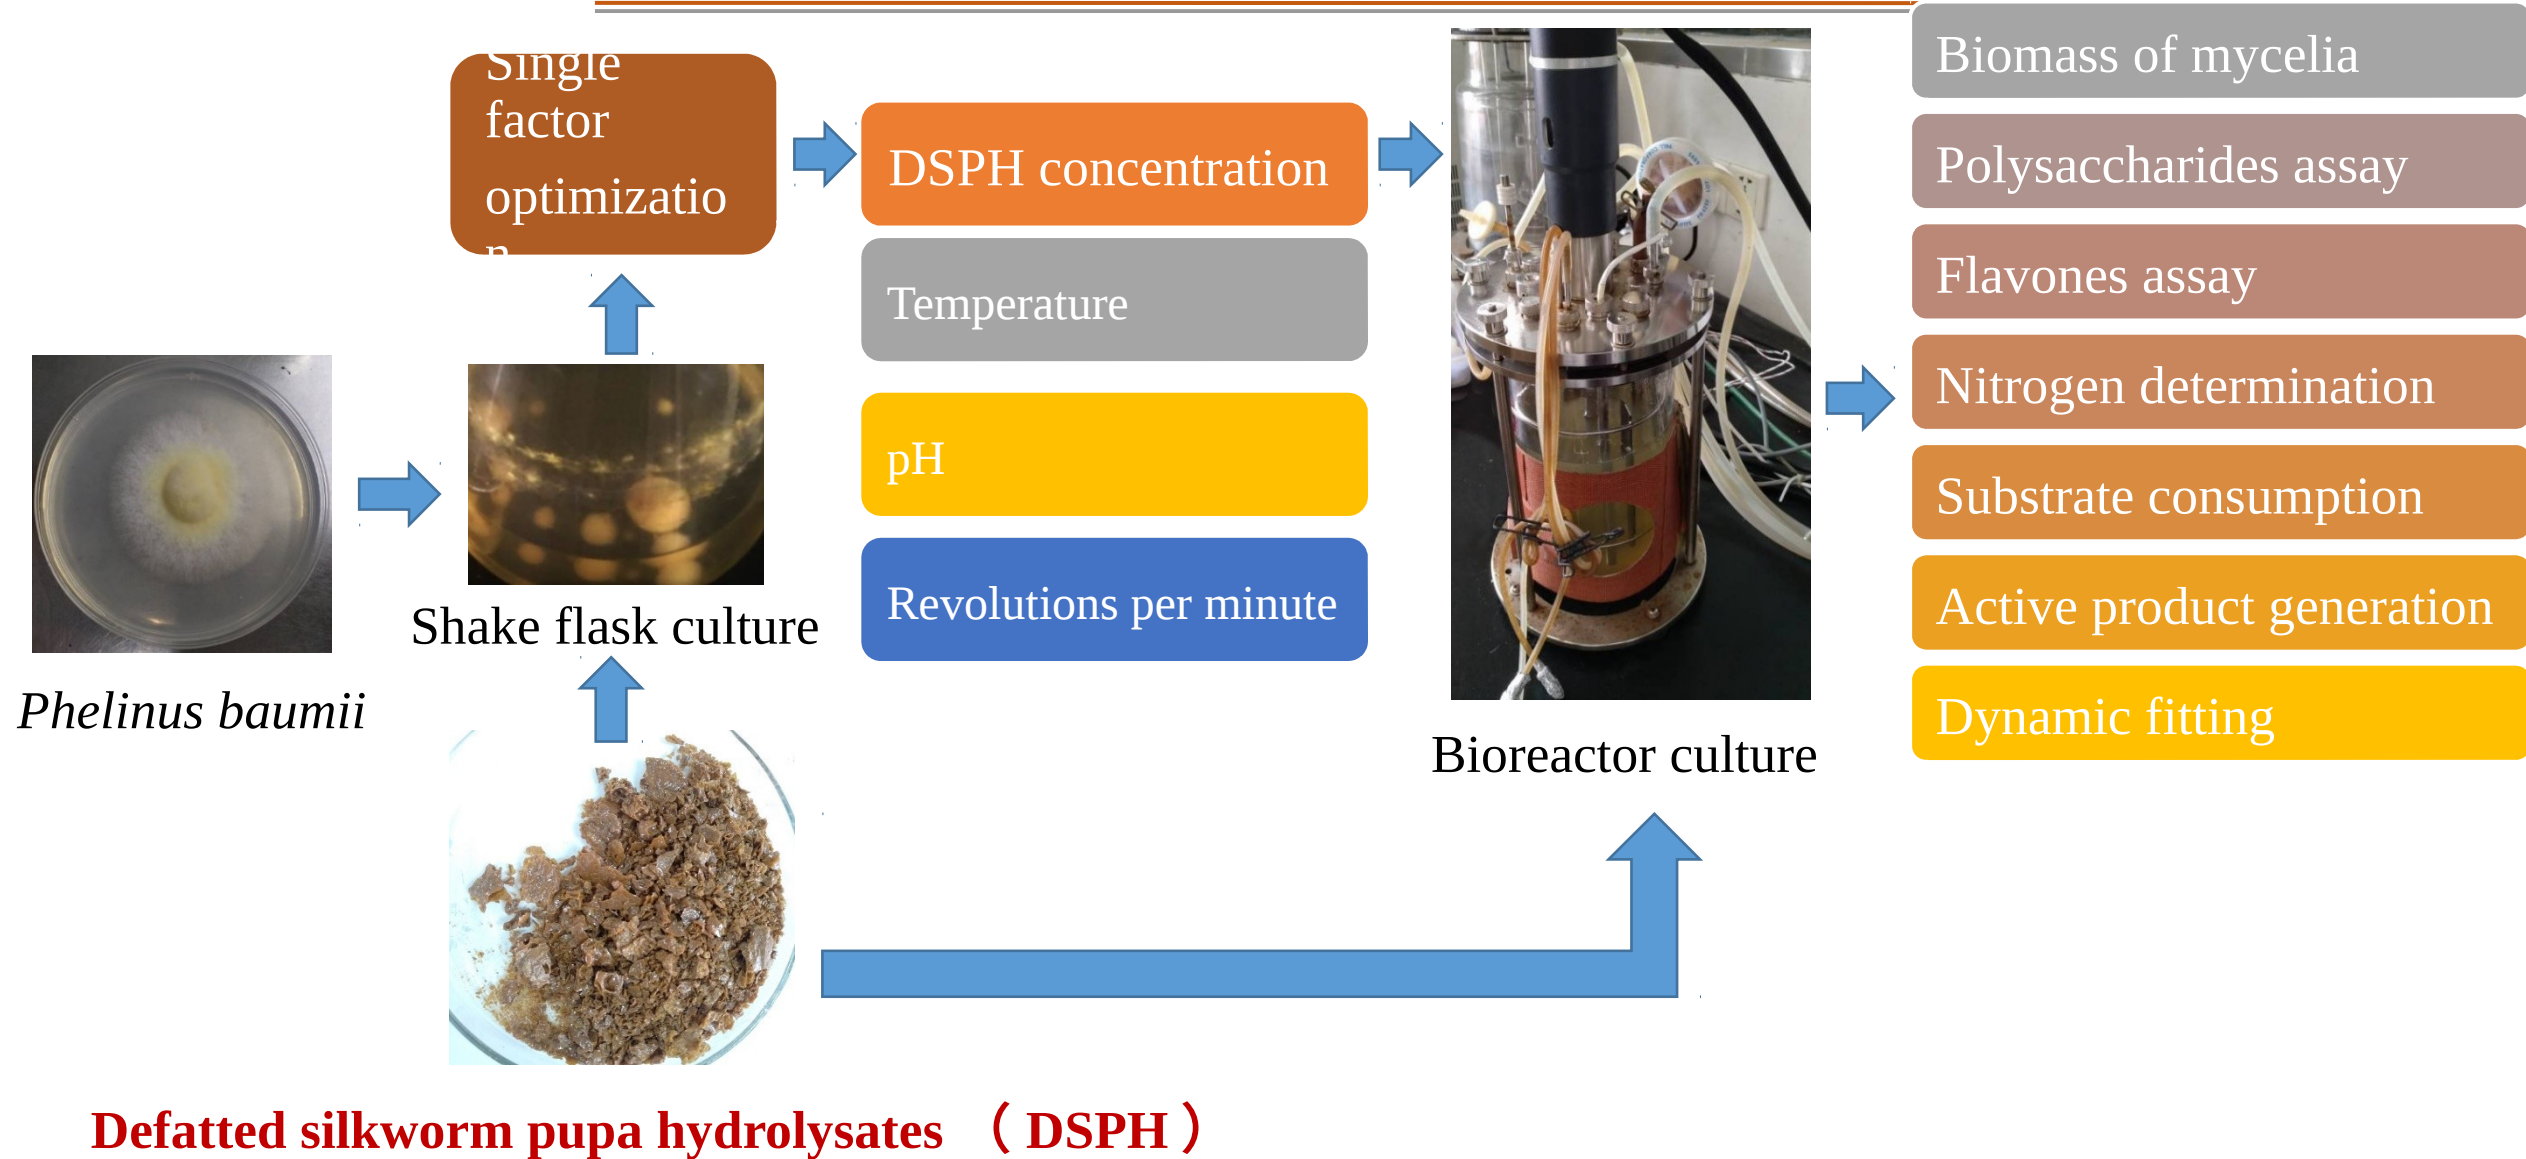 Single
factor
optimizatio
n
DSPH concentration
Temperature
pH
Revolutions per minute
Biomass of mycelia
Polysaccharides assay
Flavones assay
Nitrogen determination
Substrate consumption
Active product generation
Dynamic fitting
Shake flask culture
Phelinus baumii
Bioreactor culture
Defatted silkworm pupa hydrolysates （DSPH）